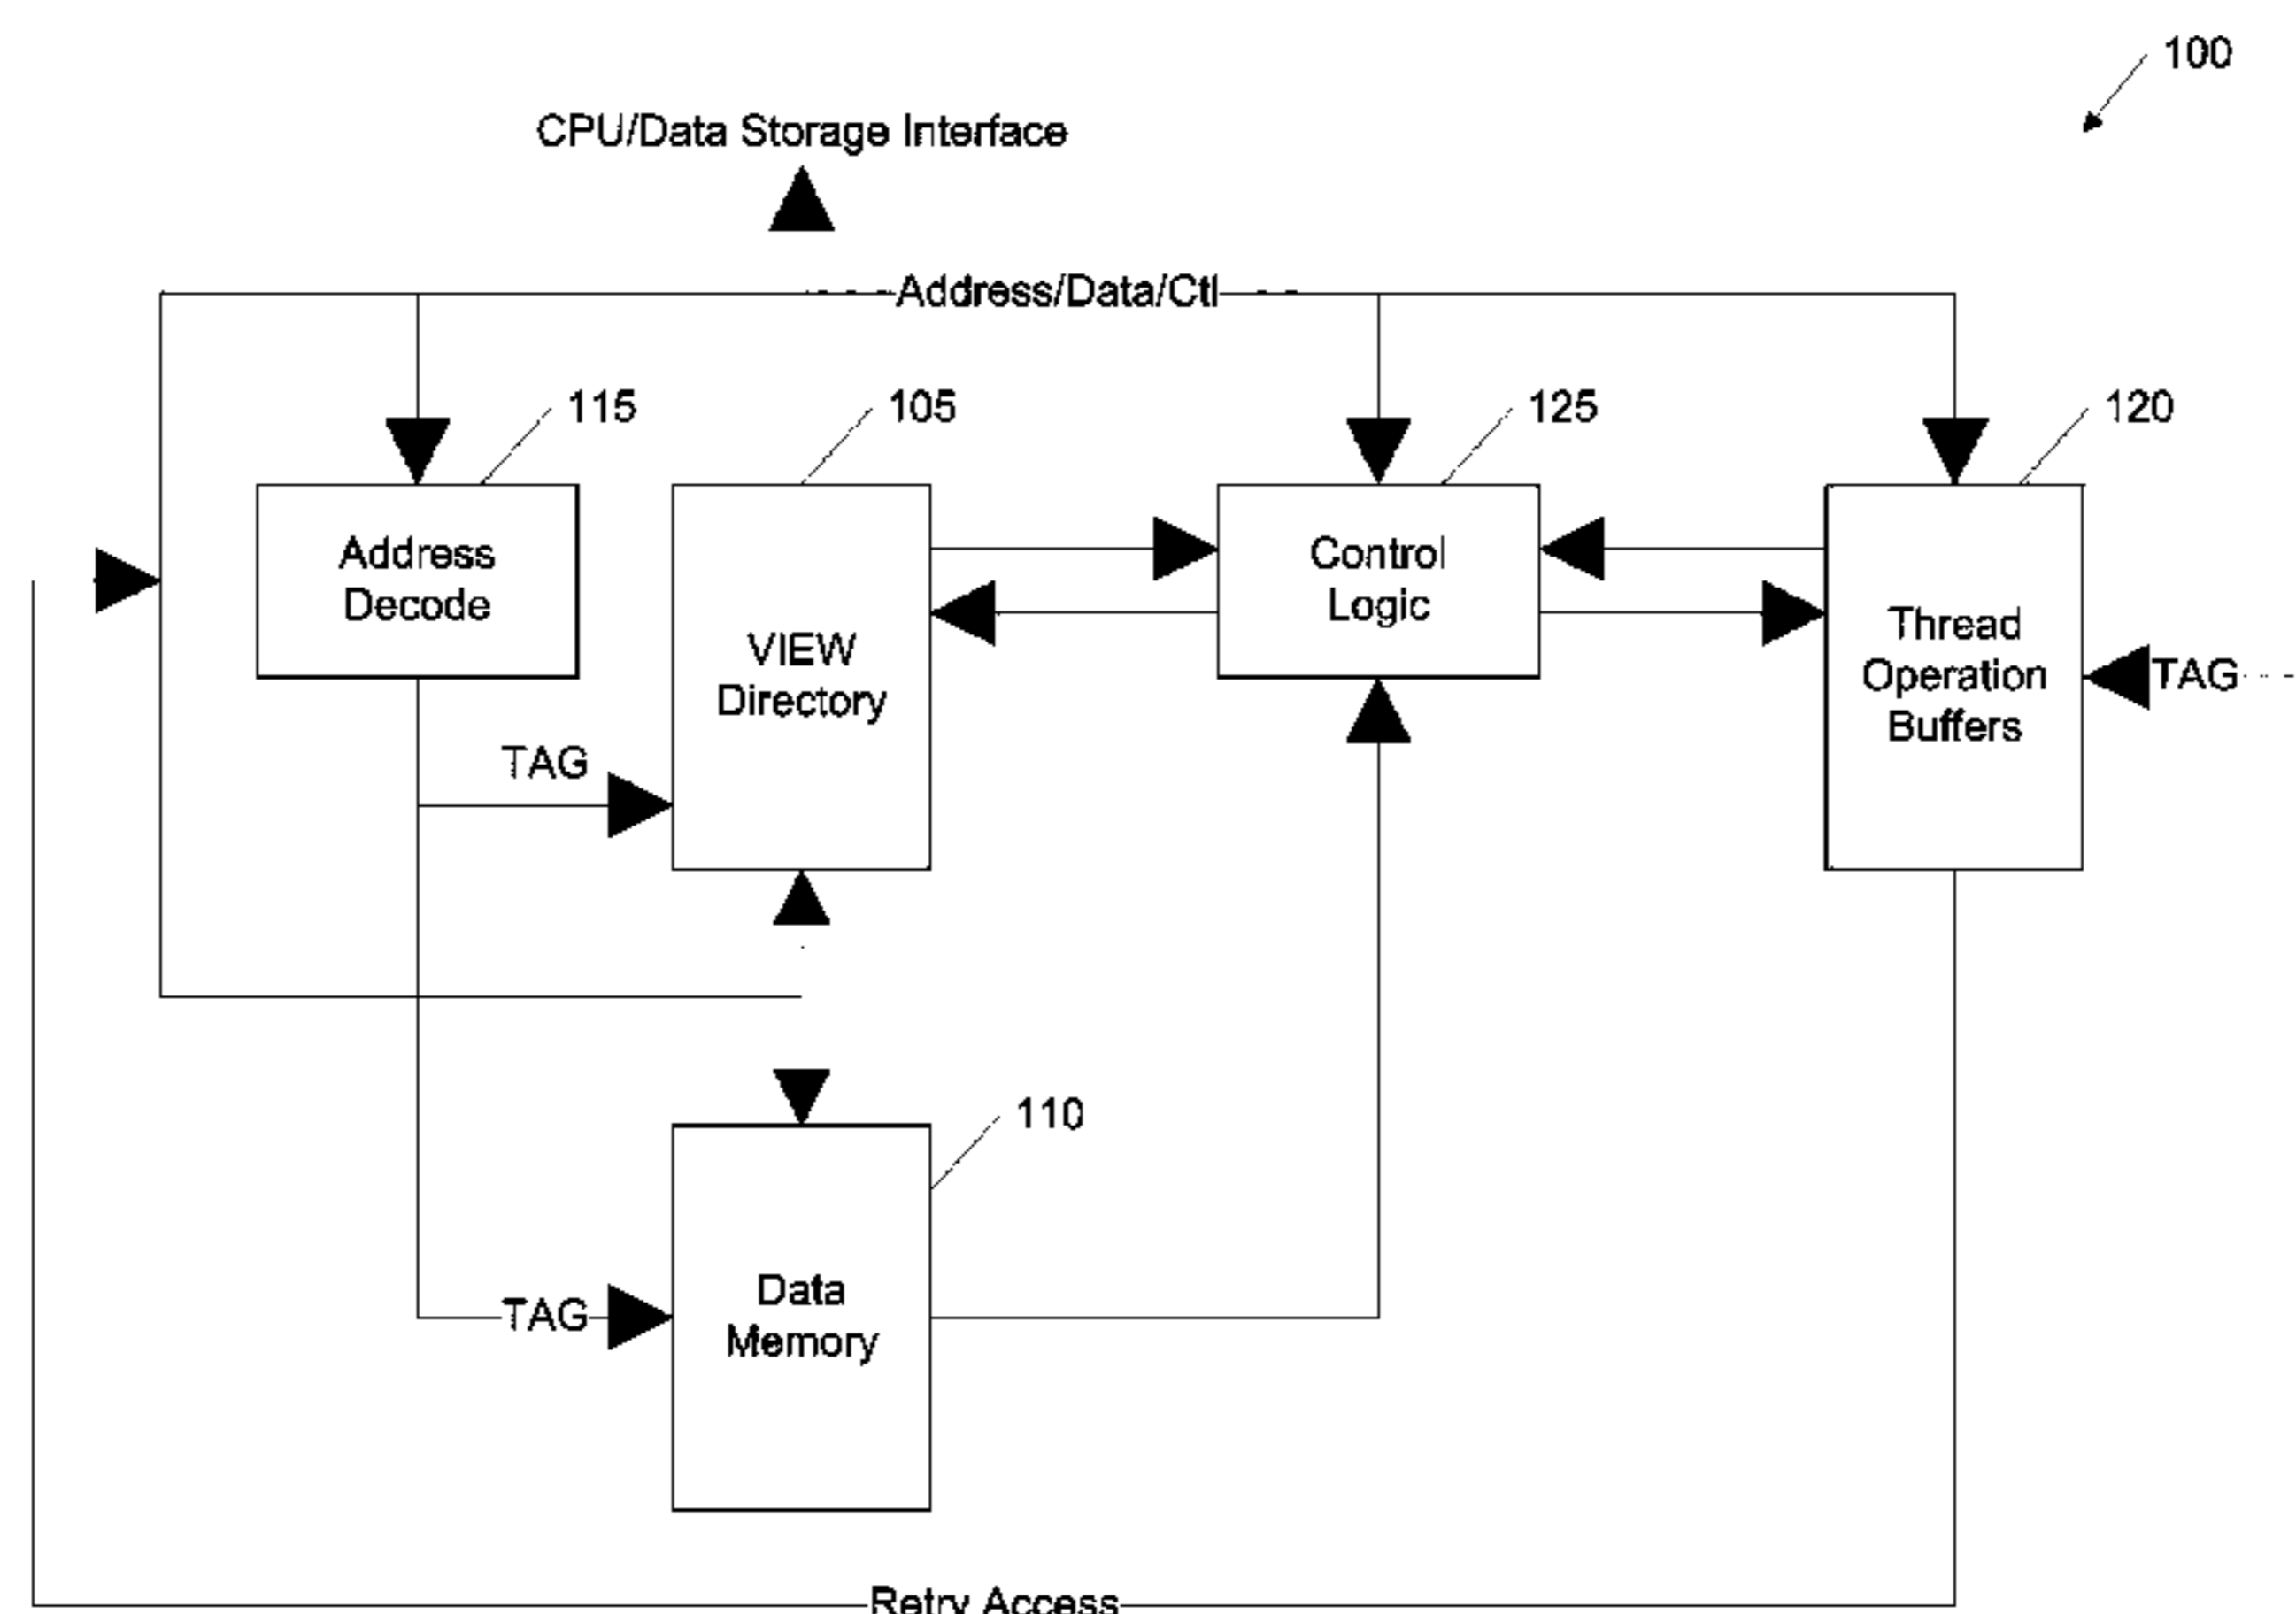 100
CPU/Data Storage Interface
Address/Data/Ctl
115
105
125
120
Address
Decode
VIEW
Directory
Control
Logic
Thread
Operation
Buffers
TAG
TAG
110
TAG
Data
Memory
Retry Access